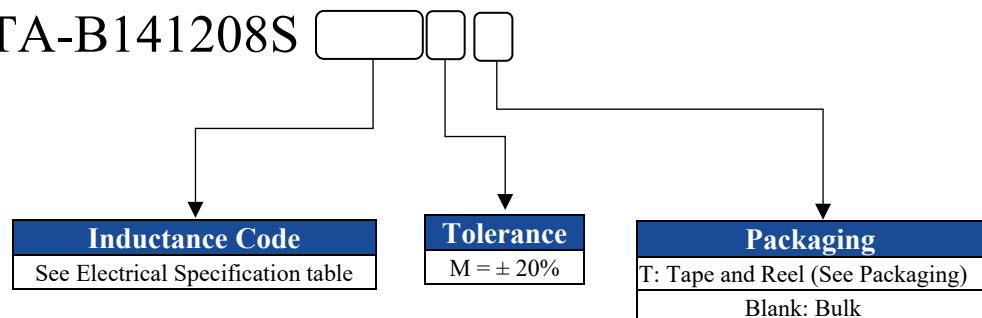 TA-B141208S
Inductance Code
See Electrical Specification table
Tolerance
M = ± 20%
Packaging
T: Tape and Reel (See Packaging)
Blank: Bulk